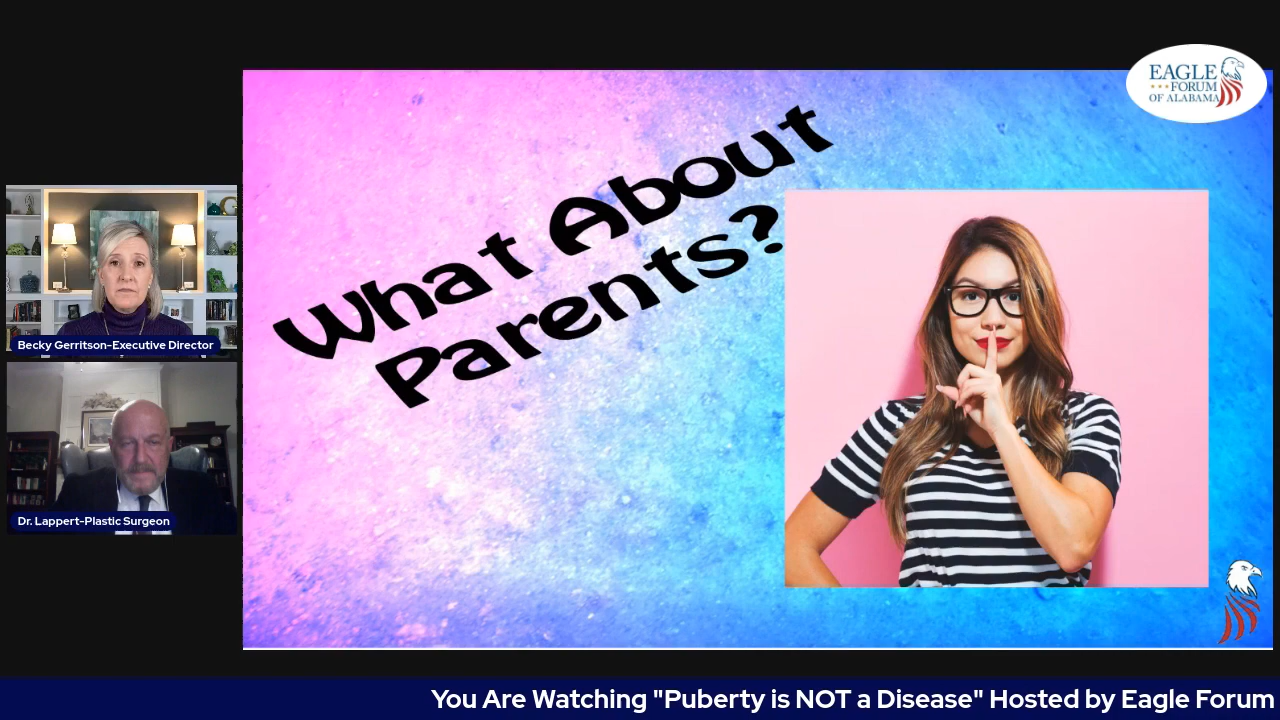 EAGLE
FORUM
OF ALABAMA
What About
Parents?
Becky Gerritson-Executive Director
Dr. Lappert-Plastic Surgeon
You Are Watching "Puberty is NOT a Disease" Hosted by Eagle Forum